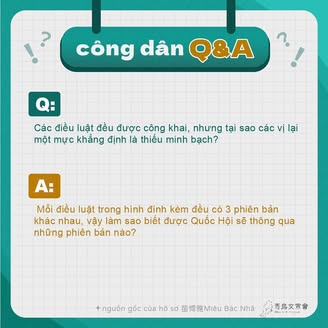 công dân Q&A
Q:
Các điều luật đều được công khai, nhưng tại sao các vị lại
một mực khẳng định là thiếu minh bạch?
A:
Mỗi điều luật trong hình đính kèm đều có 3 phiên bản
khác nhau, vậy làm sao biết được Quốc Hội sẽ thông qua
những phiên bản nào?
nguồn gốc của hồ sơ 苗博雅Miêu Bác Nhã